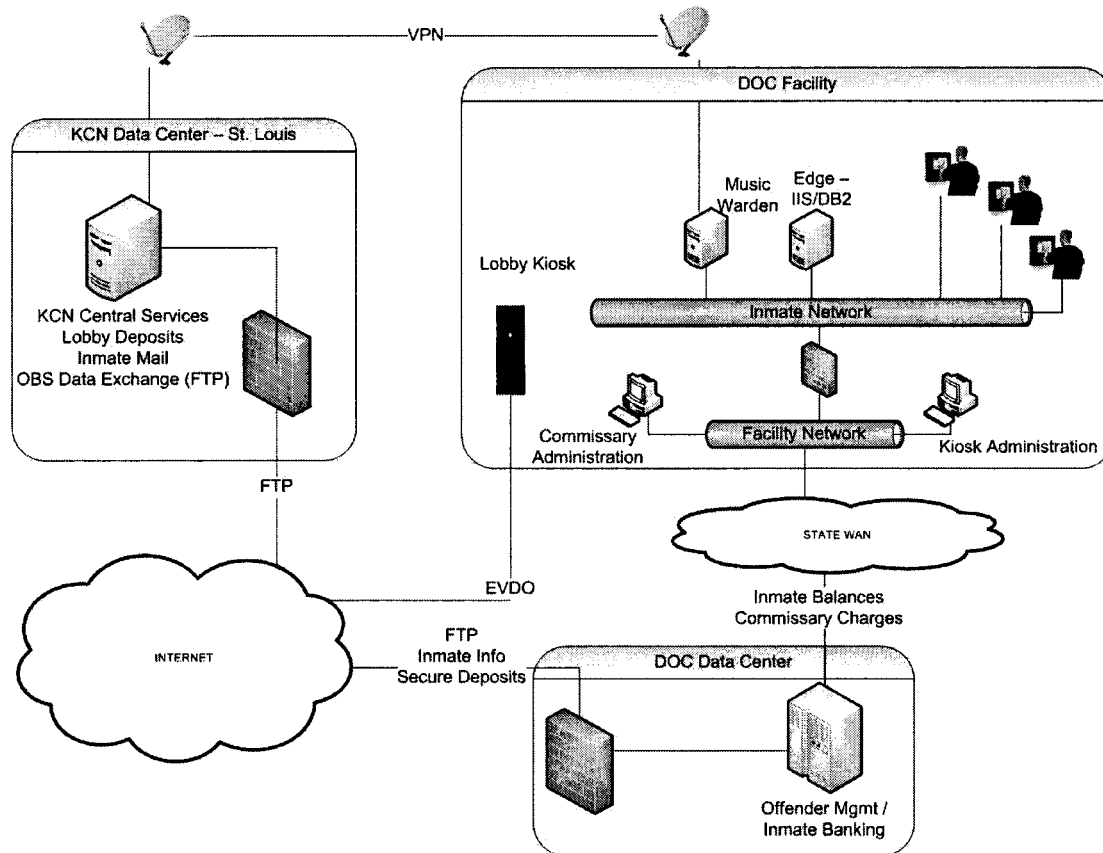 VPN
DOC Facility
KCN Data Center – St. Louis
Music
Warden
Edge –
IIS/DB2
Lobby Kiosk
KCN Central Services
Lobby Deposits
Inmate Mail
OBS Data Exchange (FTP)
Inmate Network
Commissary
Administration
Facility Network
Kiosk Administration
FTP
STATE WAN
EVDO
Inmate Balances
Commissary Charges
INTERNET
FTP
Inmate Info
Secure Deposits
DOC Data Center
Offender Mgmt /
Inmate Banking